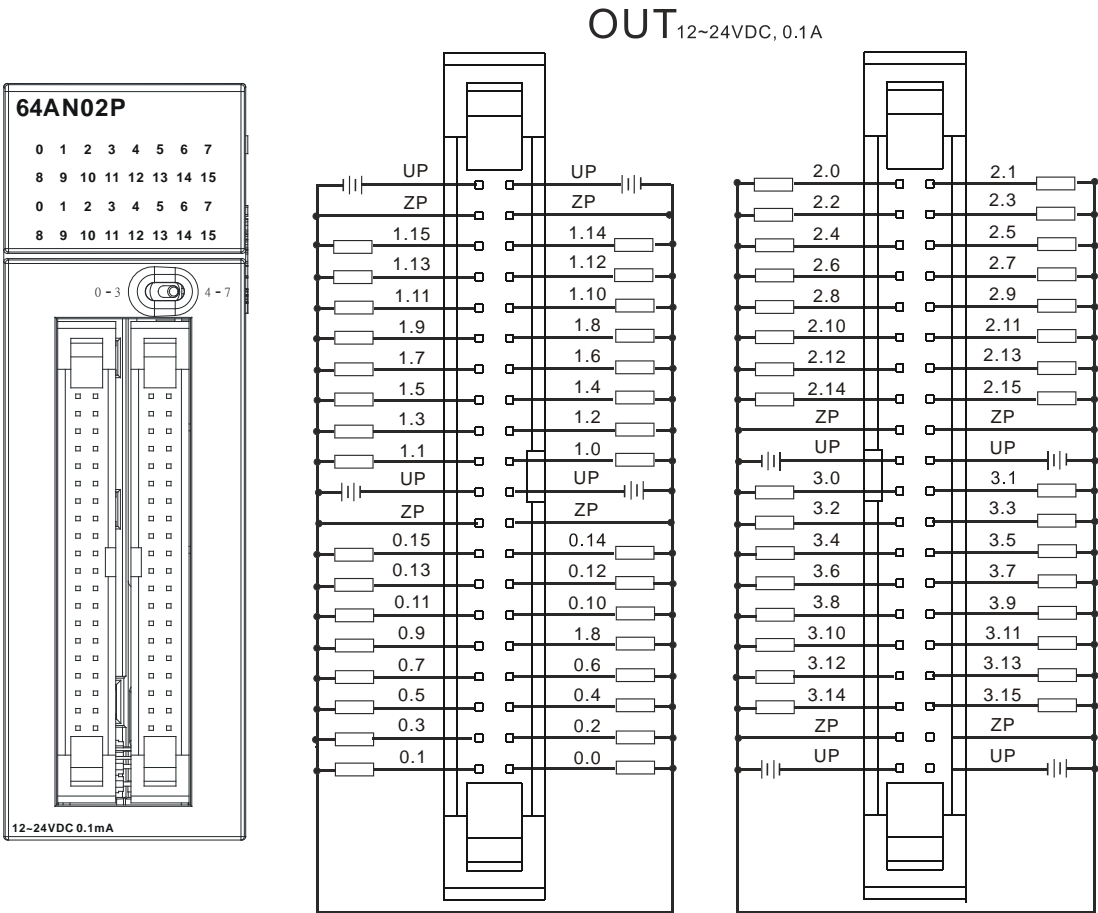 OUT 12~24VDC, 0.1A
64AN02P
0 1 2 3 4 5 6 7
8 9 10 11 12 13 14 15
0 1 2 3 4 5 6 7
8 9 10 11 12 13 14 15
0-3 4-7
12~24VDC 0.1mA
UP UP
ZP ZP
1.15 1.14
1.13 1.12
1.11 1.10
1.9 1.8
1.7 1.6
1.5 1.4
1.3 1.2
1.1 1.0
UP UP
ZP ZP
0.15 0.14
0.13 0.12
0.11 0.10
0.9 1.8
0.7 0.6
0.5 0.4
0.3 0.2
0.1 0.0
2.0 2.1
2.2 2.3
2.4 2.5
2.6 2.7
2.8 2.9
2.10 2.11
2.12 2.13
2.14 2.15
ZP ZP
UP UP
3.0 3.1
3.2 3.3
3.4 3.5
3.6 3.7
3.8 3.9
3.10 3.11
3.12 3.13
3.14 3.15
ZP ZP
UP UP